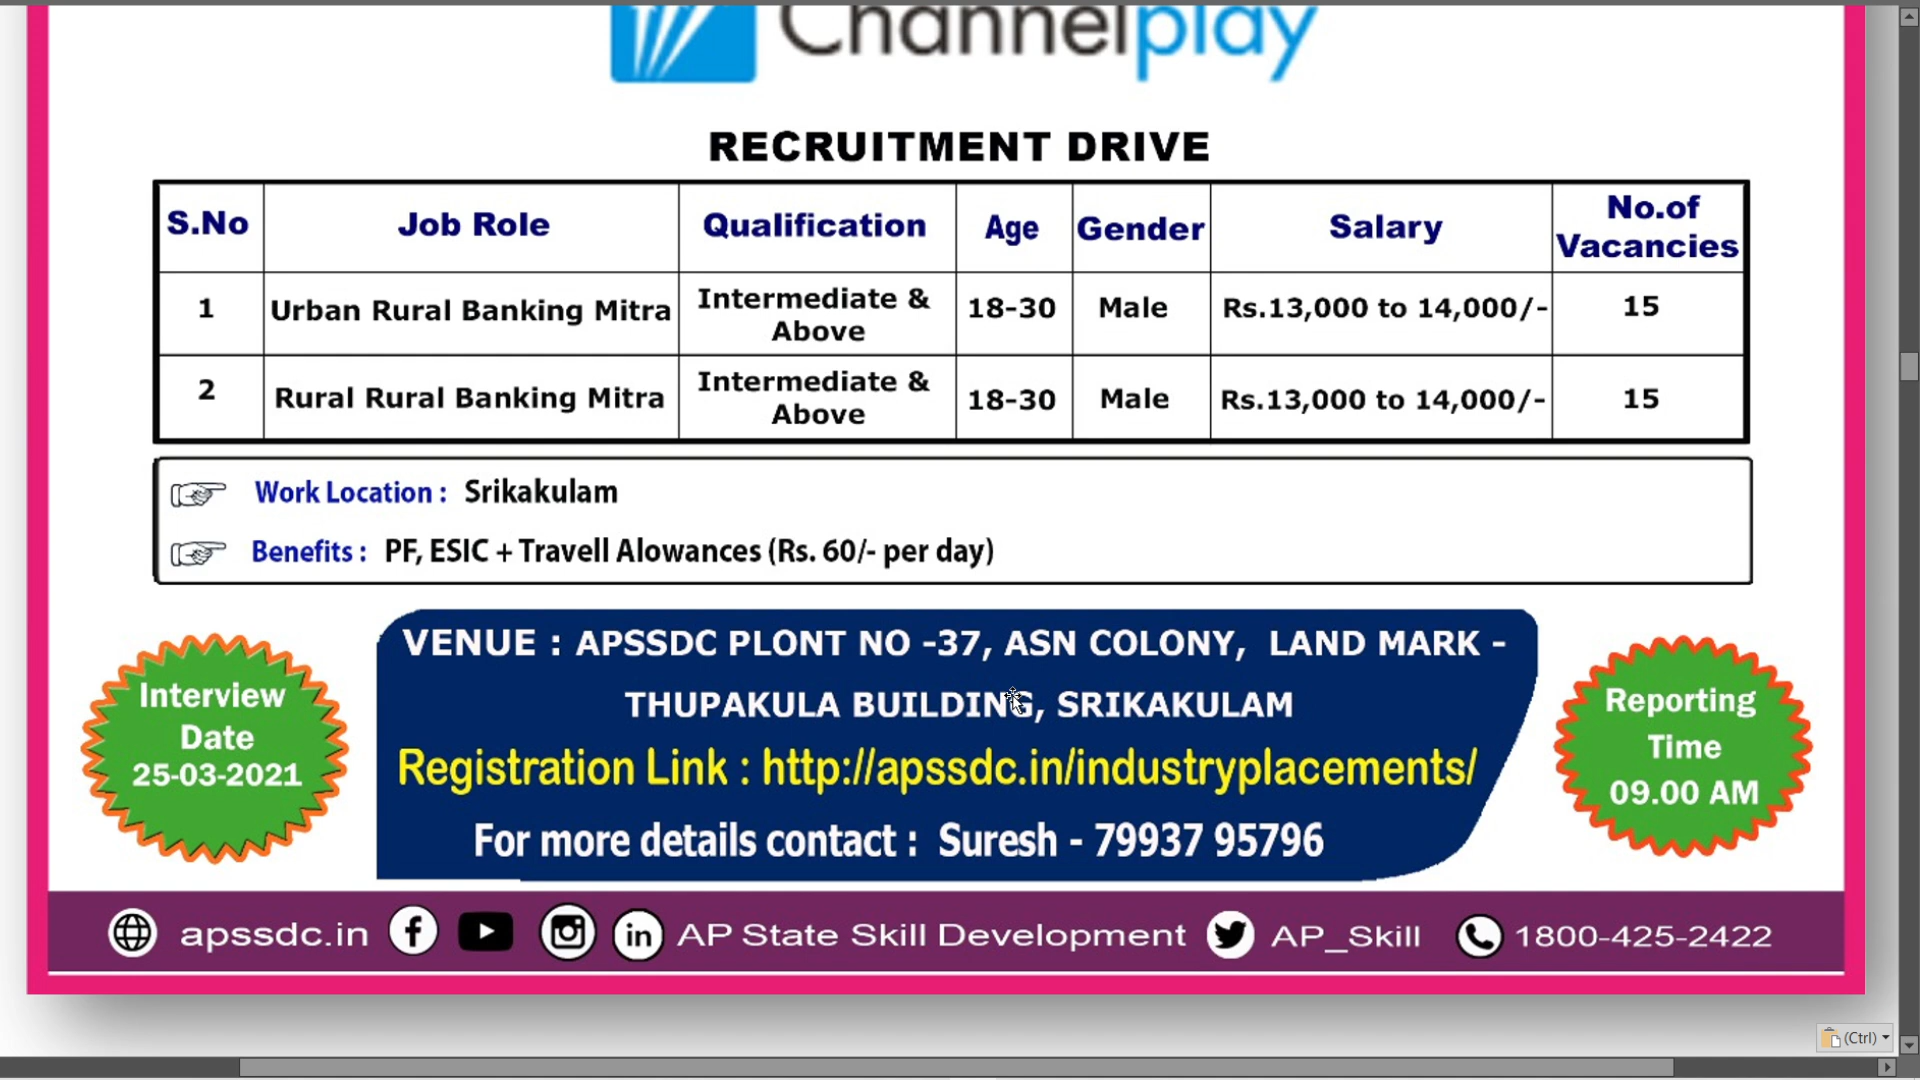 Channelplay
RECRUITMENT DRIVE
S.No Job Role Qualification Age Gender Salary No.of Vacancies
1 Urban Rural Banking Mitra Intermediate & Above 18-30 Male Rs.13,000 to 14,000/- 15
2 Rural Rural Banking Mitra Intermediate & Above 18-30 Male Rs.13,000 to 14,000/- 15
Work Location : Srikakulam
Benefits : PF, ESIC + Travell Alowances (Rs. 60/- per day)
Interview
Date
25-03-2021
VENUE : APSSDC PLONT NO -37, ASN COLONY, LAND MARK -
THUPAKULA BUILDING, SRIKAKULAM
Registration Link : http://apssdc.in/industryplacements/
For more details contact : Suresh - 79937 95796
Reporting
Time
09.00 AM
apssdc.in AP State Skill Development AP_Skill 1800-425-2422
(Ctrl)